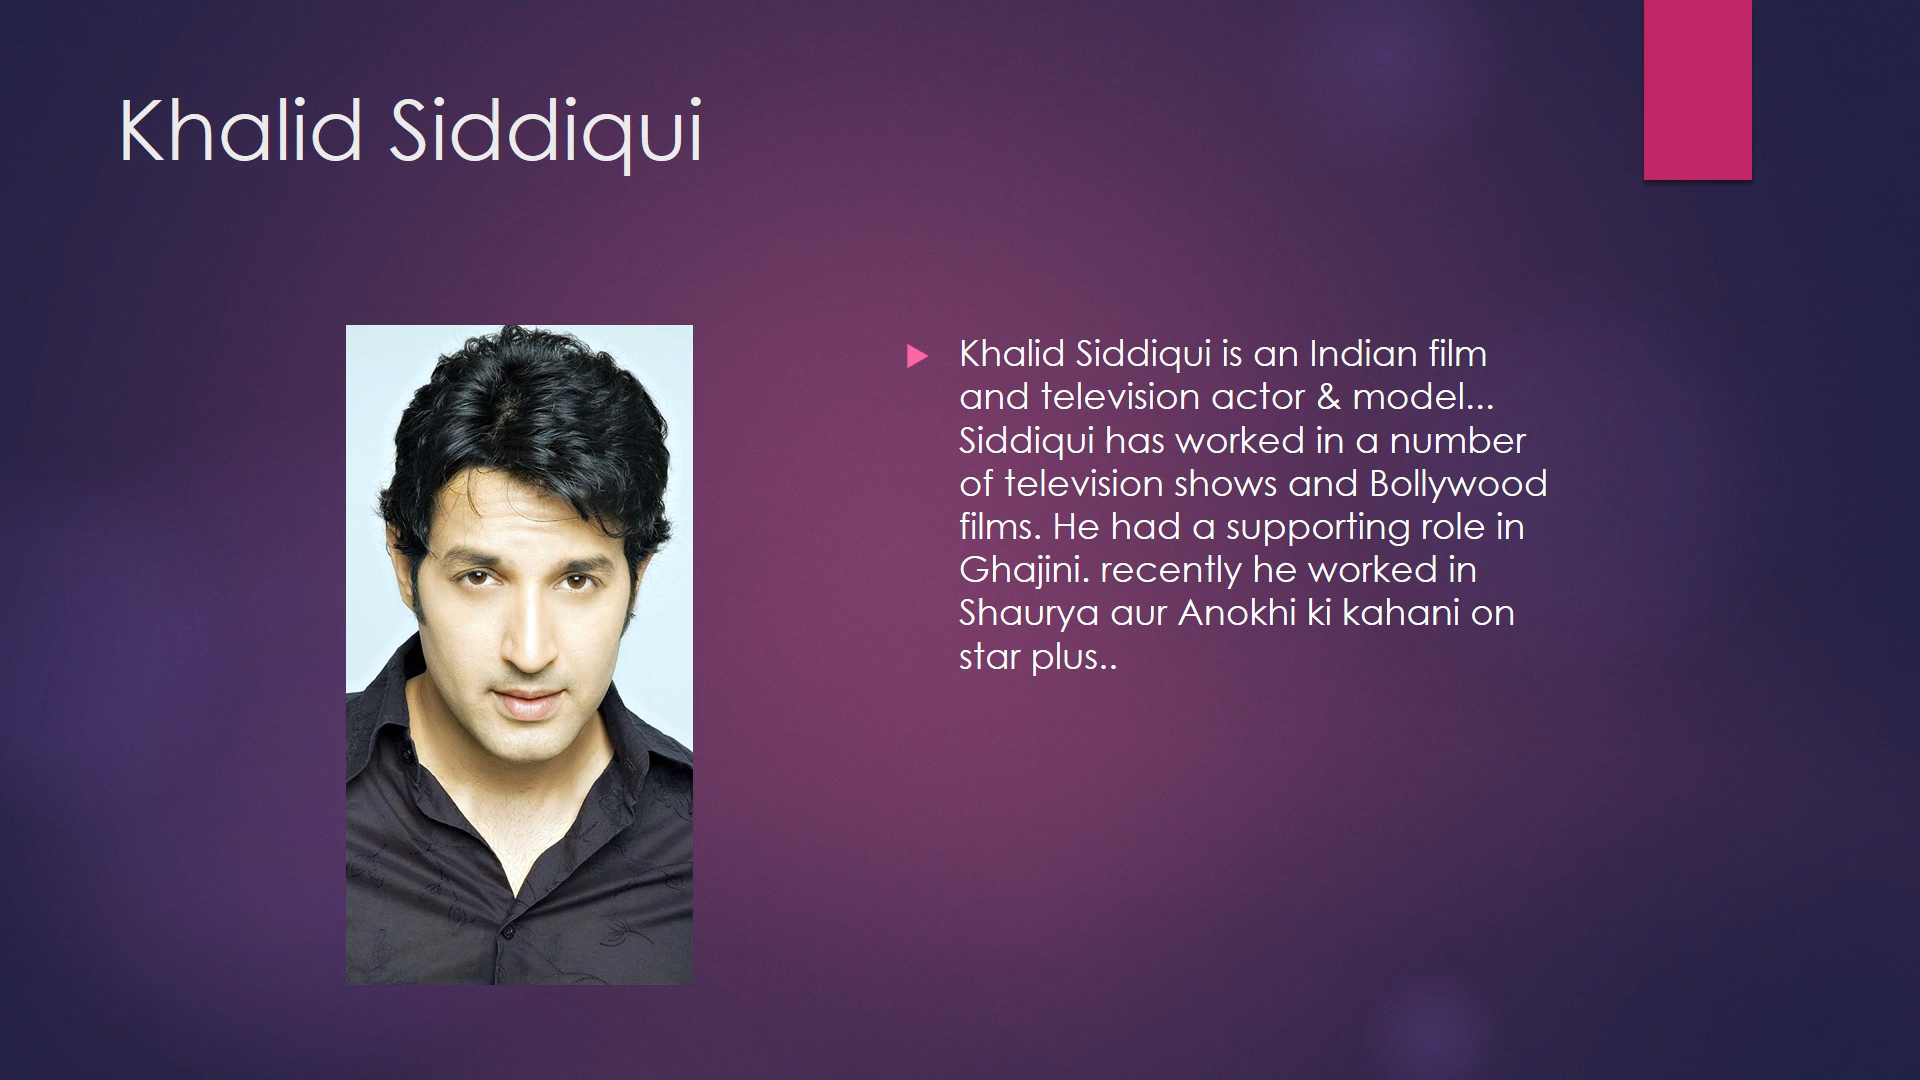 Khalid Siddiqui
Khalid Siddiqui is an Indian film
and television actor & model...
Siddiqui has worked in a number
of television shows and Bollywood
films. He had a supporting role in
Ghajini. recently he worked in
Shaurya aur Anokhi ki kahani on
star plus..